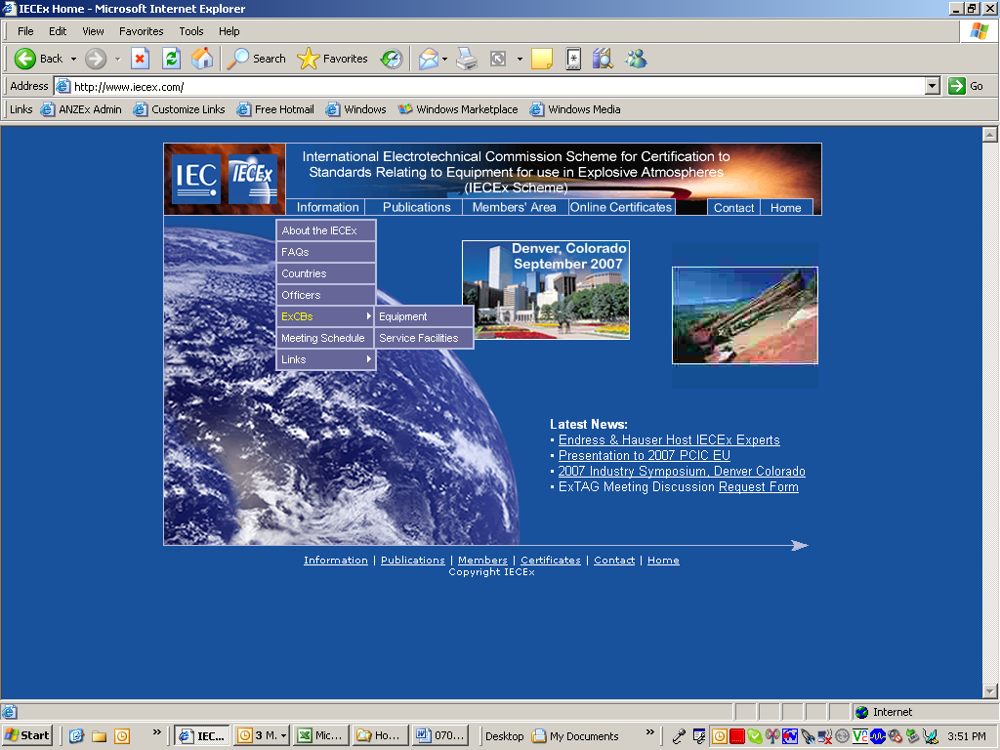 IECEx Home - Microsoft Internet Explorer
File Edit View Favorites Tools Help
Back Search Favorites
Address http://www.iecex.com/ Go
Links ANZEx Admin Customize Links Free Hotmail Windows Windows Marketplace Windows Media
IEC IECEx
International Electrotechnical Commission Scheme for Certification to
Standards Relating to Equipment for use in Explosive Atmospheres
(IECEx Scheme)
Information Publications Members' Area Online Certificates Contact Home
About the IECEx
FAQs
Countries
Officers
ExCBs Equipment
Meeting Schedule Service Facilities
Links
Denver, Colorado
September 2007
Latest News:
• Endress & Hauser Host IECEx Experts
• Presentation to 2007 PCIC EU
• 2007 Industry Symposium, Denver Colorado
• ExTAG Meeting Discussion Request Form
Information | Publications | Members | Certificates | Contact | Home
Copyright IECEx
Internet
Start » IEC... 3 M. Mic... Ho... 070... Desktop My Documents » 3:51 PM